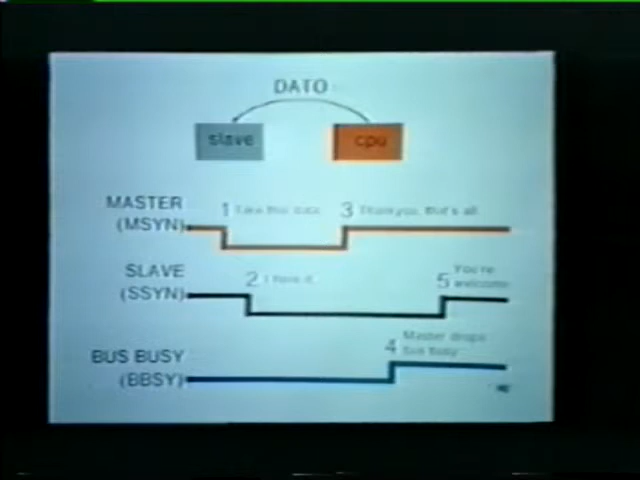 DATO
slave cpu
MASTER
(MSYN)
1 Take this data
3 Thank you, that's all
SLAVE
(SSYN)
2 I have it
5 You're
welcome
BUS BUSY
(BBSY)
4 Master drops
bus busy